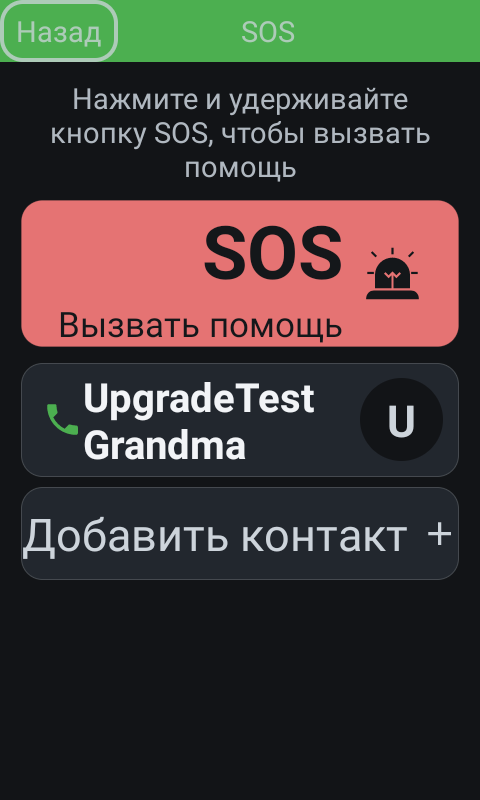 Назад
SOS
Нажмите и удерживайте
кнопку SOS, чтобы вызвать
помощь
SOS
Вызвать помощь
UpgradeTest
Grandma
U
Добавить контакт +